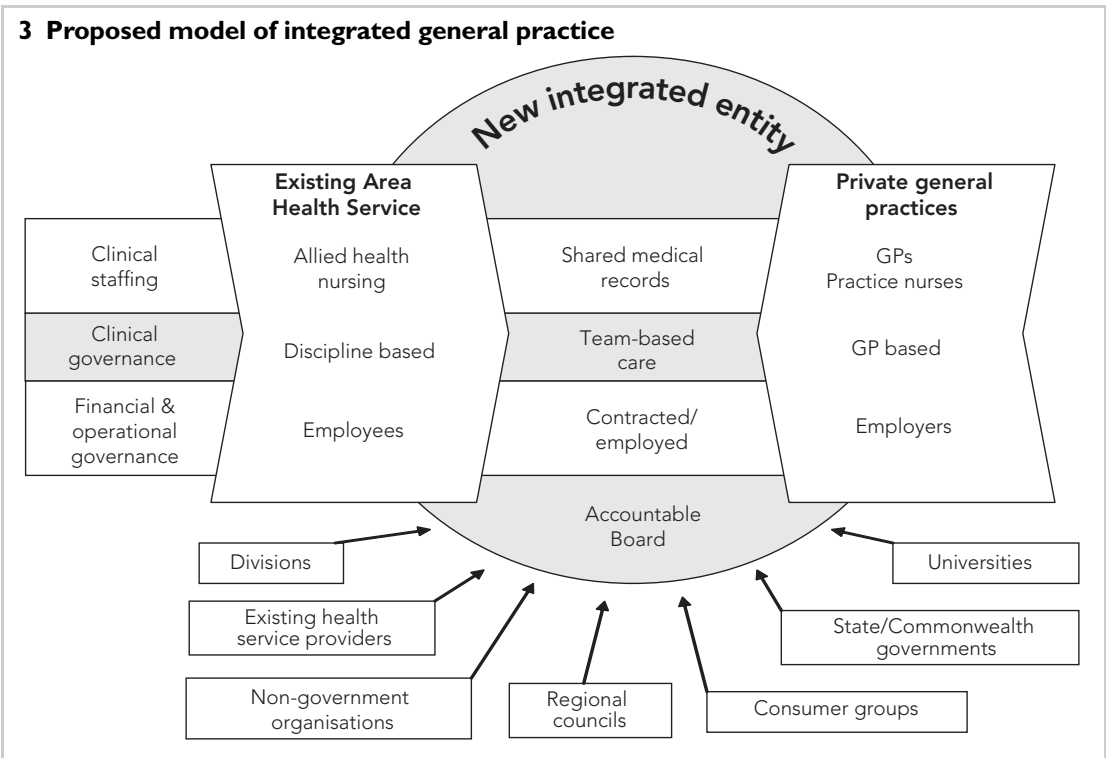 3 Proposed model of integrated general practice
New integrated entity
Existing Area
Health Service
Private general
practices
Clinical
staffing
Allied health
nursing
Shared medical
records
GPs
Practice nurses
Clinical
governance
Discipline based
Team-based
care
GP based
Financial &
operational
governance
Employees
Contracted/
employed
Employers
Accountable
Board
Divisions
Universities
Existing health
service providers
State/Commonwealth
governments
Non-government
organisations
Regional
councils
Consumer groups